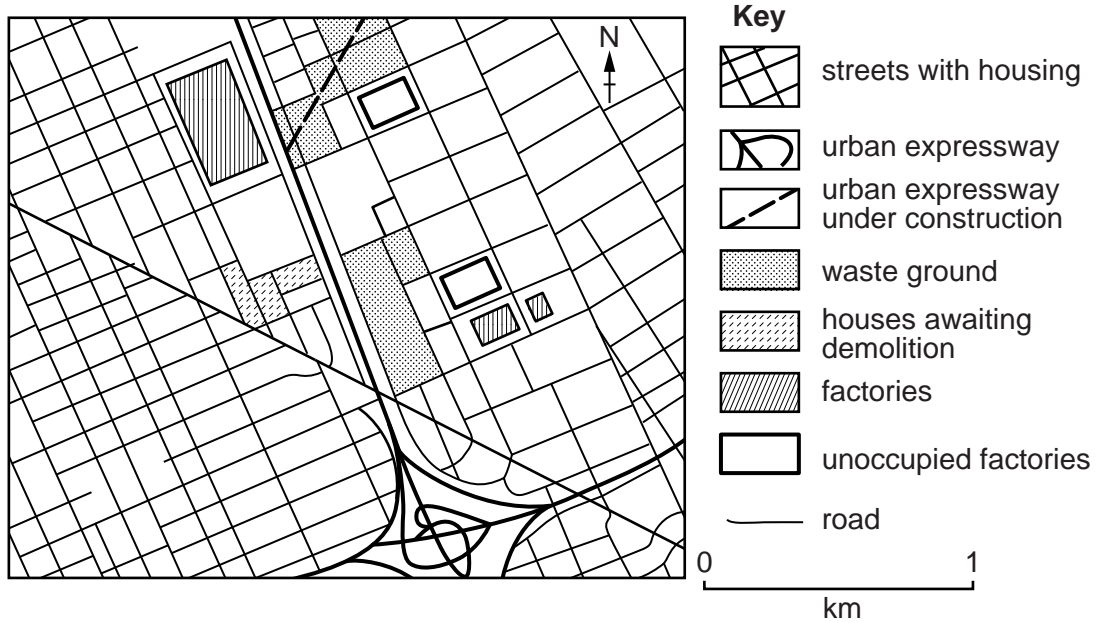 N
Key
streets with housing
urban expressway
urban expressway
under construction
waste ground
houses awaiting
demolition
factories
unoccupied factories
road
0 1
km